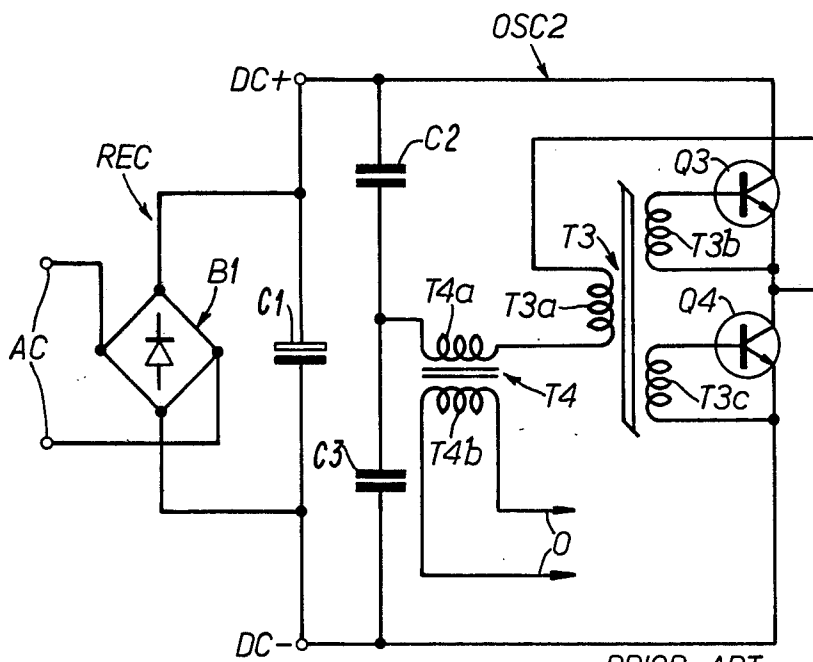 OSC2
DC+
C2
REC
Q3
T3
T3b
B1
T4a
T3a
Q4
C1
AC
T4
T3c
C3
T4b
O
DC-
PRIOR ART